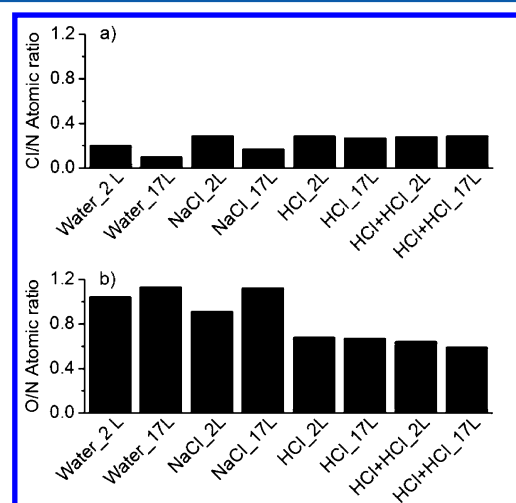 a)
Cl/N Atomic ratio
1.2
0.8
0.4
0.0
Water_2 L
Water_17L
NaCl_2L
NaCl_17L
HCl_2L
HCl_17L
HCl+HCl_2L
HCl+HCl_17L
b)
O/N Atomic ratio
1.2
0.8
0.4
0.0
Water_2 L
Water_17L
NaCl_2L
NaCl_17L
HCl_2L
HCl_17L
HCl+HCl_2L
HCl+HCl_17L